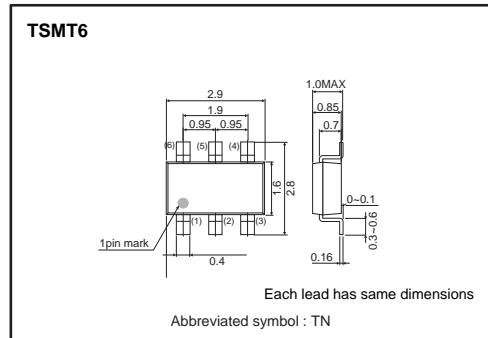 TSMT6
1.0MAX
2.9
0.85
1.9
0.7
0.95 0.95
(6) (5) (4)
1.6
2.8
0~0.1
0.3~0.6
(1) (2) (3)
1pin mark
0.4
0.16
Each lead has same dimensions
Abbreviated symbol : TN